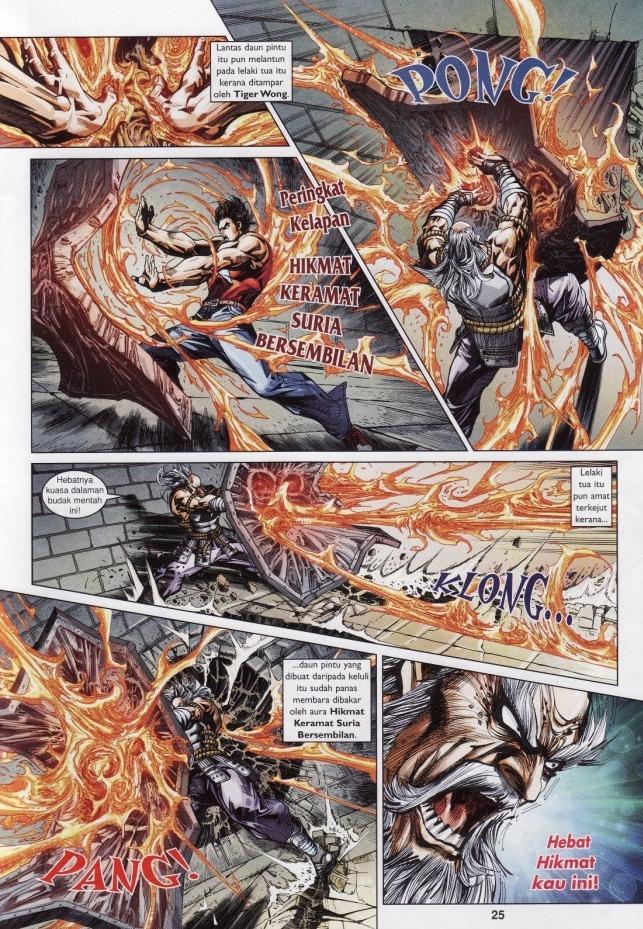 Lantas daun pintu
itu pun melantun
pada lelaki tua itu
kerana ditampar
oleh Tiger Wong.
PONG!
Peringkat
Kelapan
HIKMAT
KERAMAT
SURIA
BERSEMBILAN
Hebatnya
kuasa dalaman
budak mentah
ini!
Lelaki
tua itu
pun amat
terkejut
kerana...
KLONG...
...daun pintu yang
dibuat daripada keluli
itu sudah panas
membara dibakar
oleh aura Hikmat
Keramat Suria
Bersembilan.
PANG!
Hebat
Hikmat
kau ini!
25